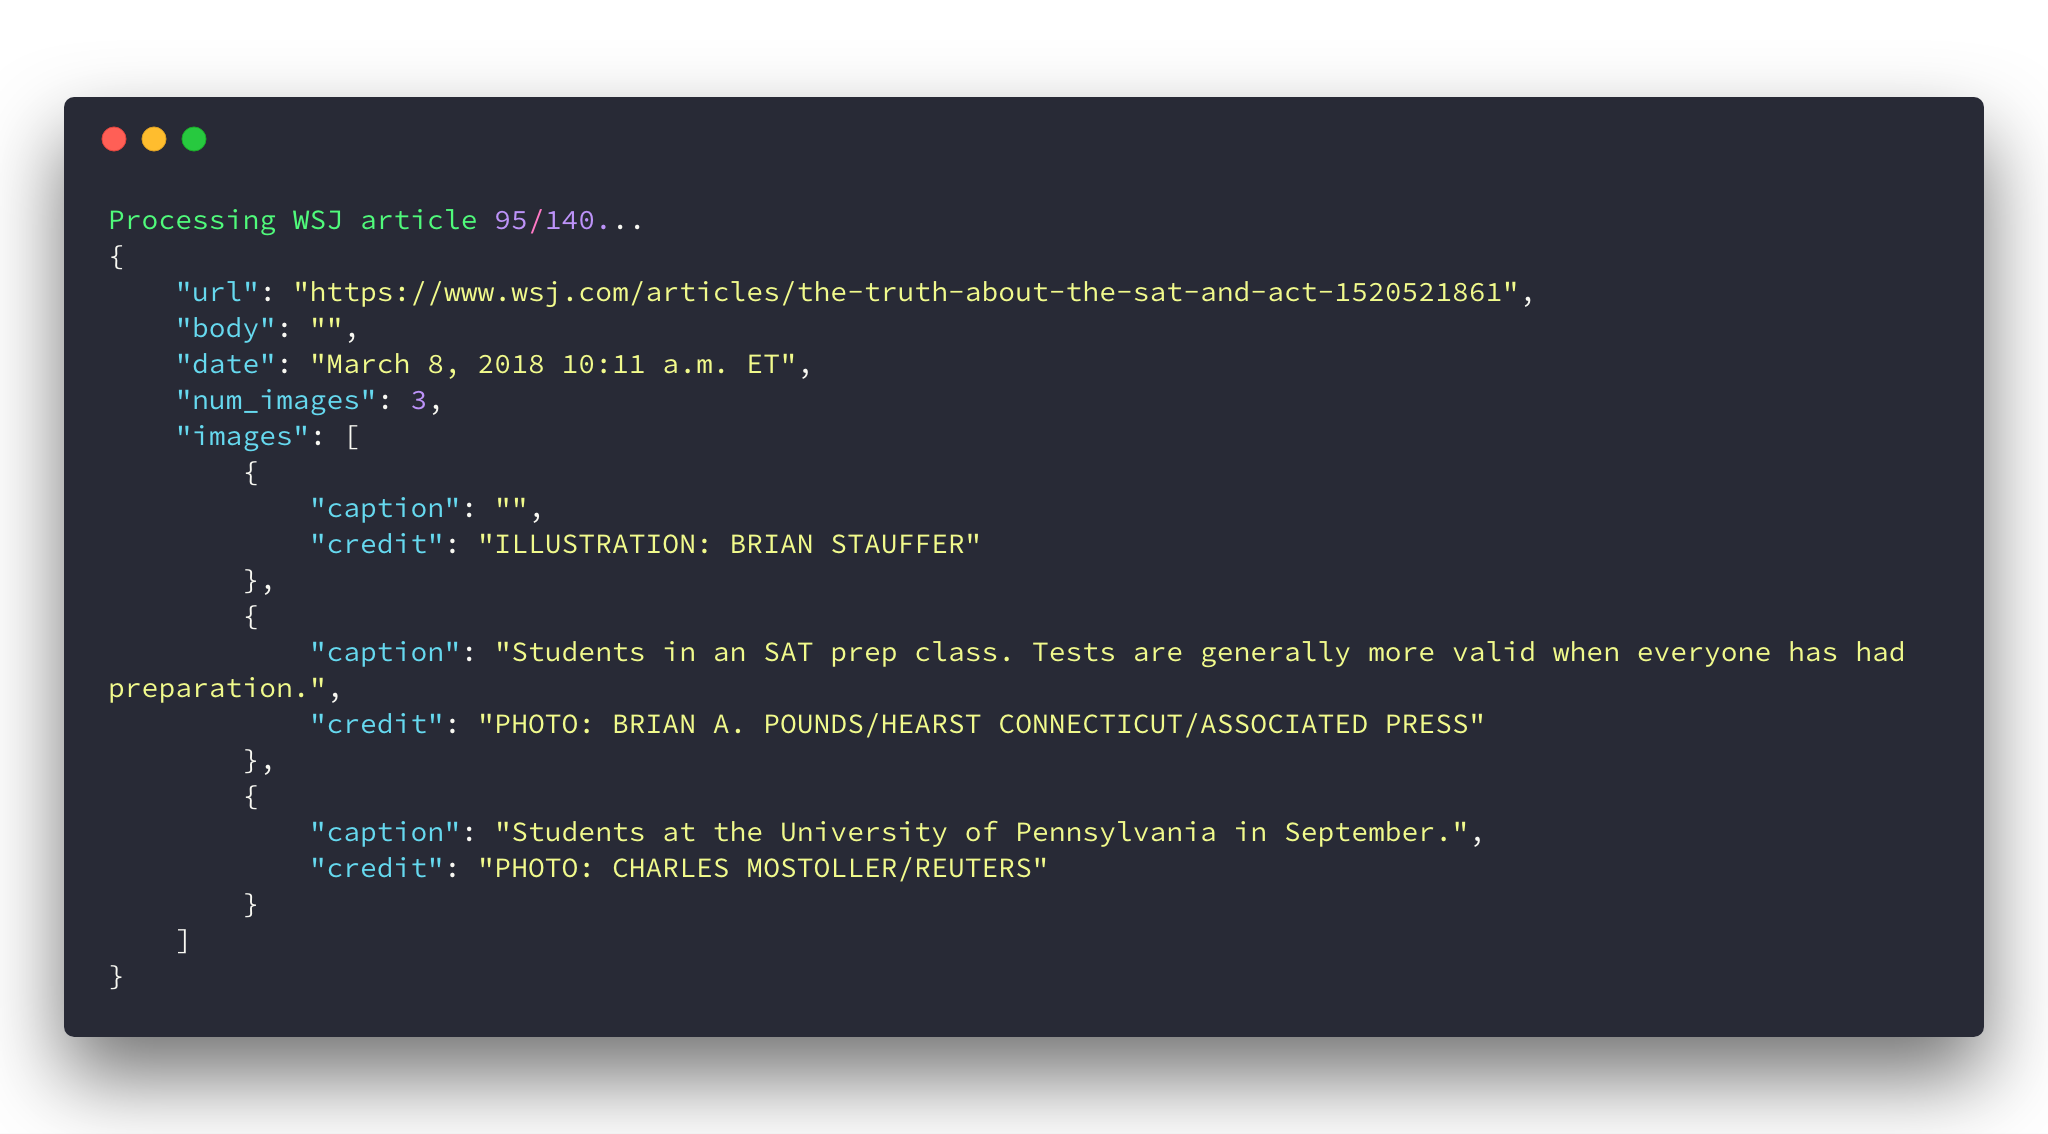 Processing WSJ article 95/140...
{
    "url": "https://www.wsj.com/articles/the-truth-about-the-sat-and-act-1520521861",
    "body": "",
    "date": "March 8, 2018 10:11 a.m. ET",
    "num_images": 3,
    "images": [
        {
            "caption": "",
            "credit": "ILLUSTRATION: BRIAN STAUFFER"
        },
        {
            "caption": "Students in an SAT prep class. Tests are generally more valid when everyone has had
preparation.",
            "credit": "PHOTO: BRIAN A. POUNDS/HEARST CONNECTICUT/ASSOCIATED PRESS"
        },
        {
            "caption": "Students at the University of Pennsylvania in September.",
            "credit": "PHOTO: CHARLES MOSTOLLER/REUTERS"
        }
    ]
}